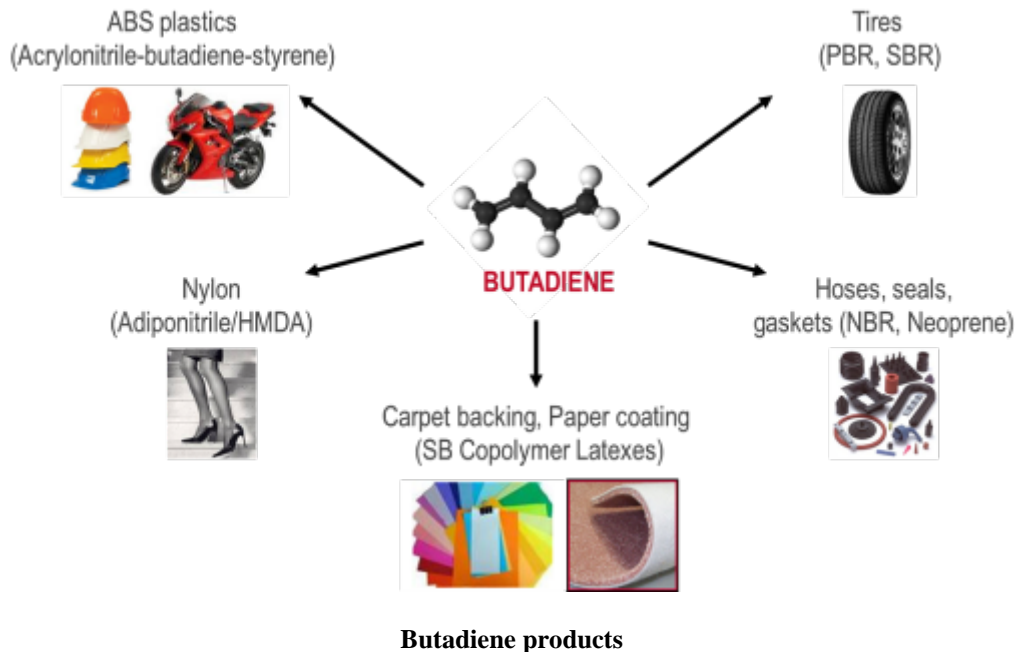 ABS plastics
(Acrylonitrile-butadiene-styrene)
Tires
(PBR, SBR)
BUTADIENE
Nylon
(Adiponitrile/HMDA)
Hoses, seals,
gaskets (NBR, Neoprene)
Carpet backing, Paper coating
(SB Copolymer Latexes)
Butadiene products